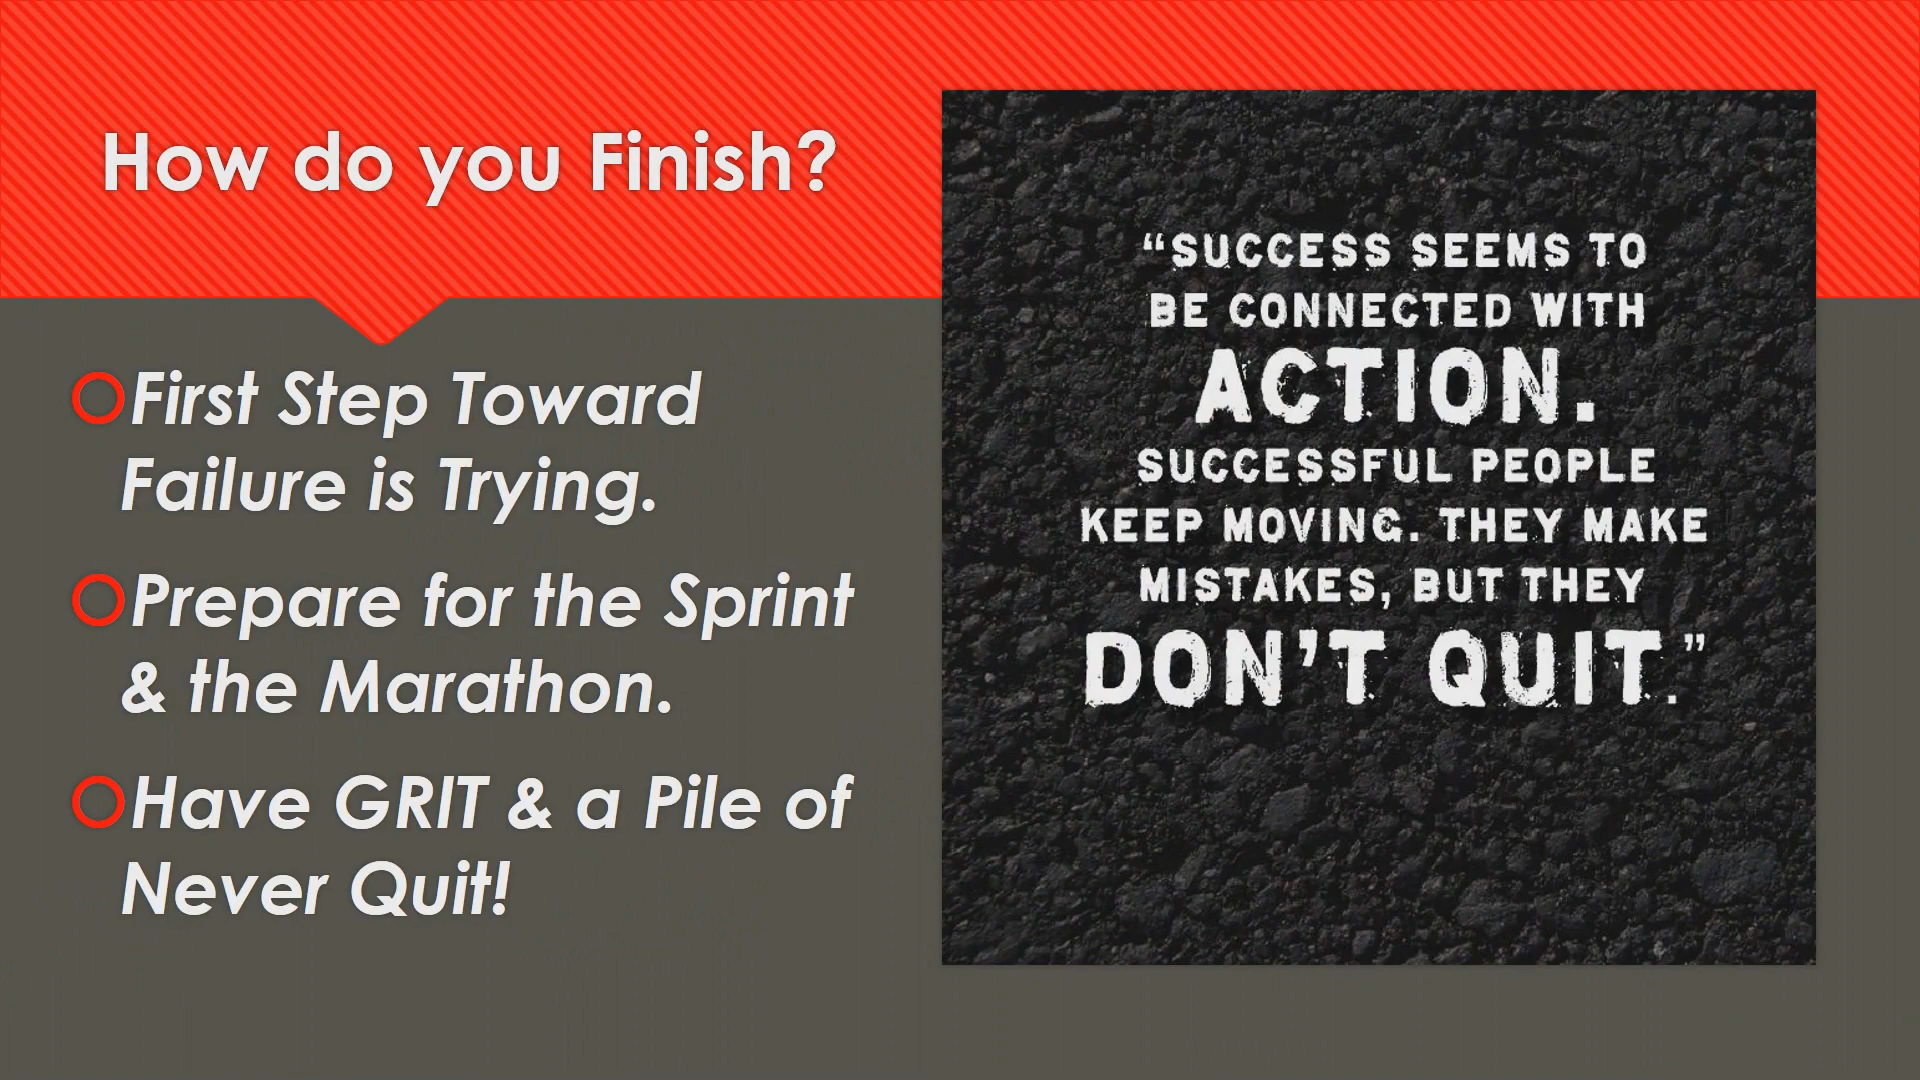 How do you Finish?
First Step Toward
Failure is Trying.
Prepare for the Sprint
& the Marathon.
Have GRIT & a Pile of
Never Quit!
“SUCCESS SEEMS TO
BE CONNECTED WITH
ACTION.
SUCCESSFUL PEOPLE
KEEP MOVING. THEY MAKE
MISTAKES, BUT THEY
DON’T QUIT.”